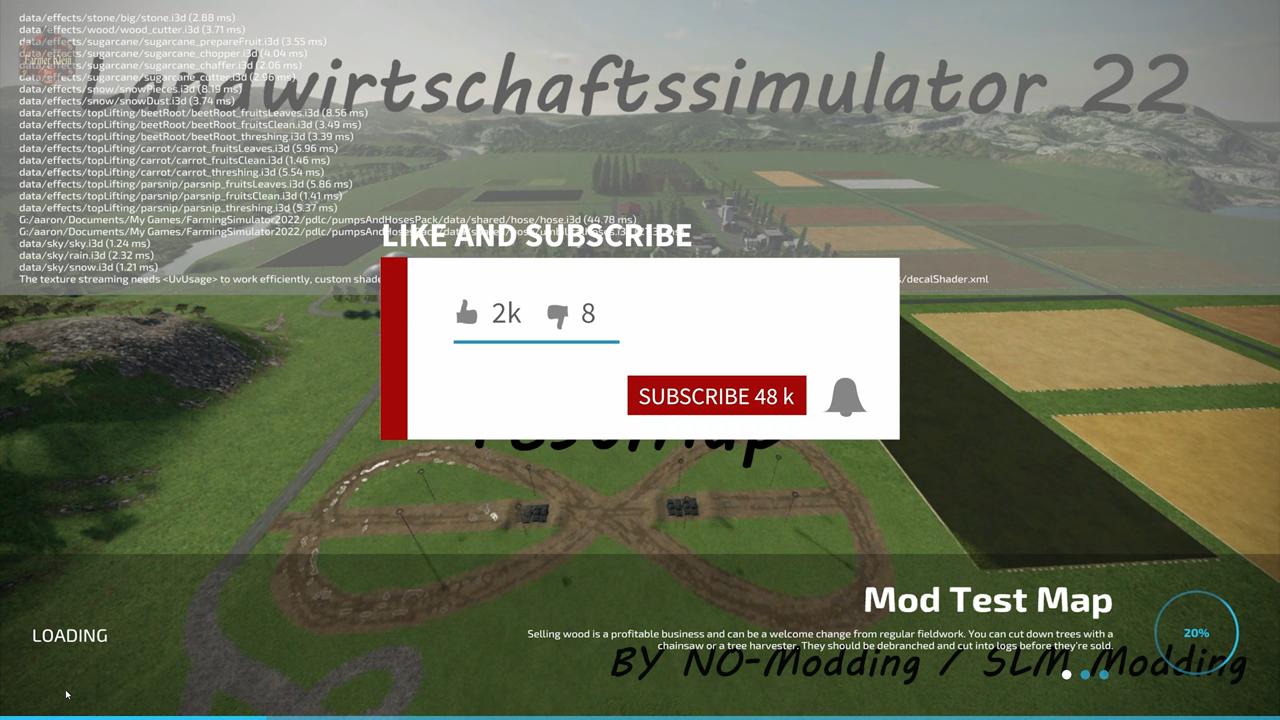 data/effects/stone/big/stone.i3d (2.88 ms)
data/effects/wood/wood_cutter.i3d (3.71 ms)
data/effects/sugarcane/sugarcane_prepareFruit.i3d (3.55 ms)
data/effects/sugarcane/sugarcane_chopper.i3d (4.04 ms)
data/effects/sugarcane/sugarcane_chaffer.i3d (2.06 ms)
data/effects/sugarcane/sugarcane_cutter.i3d (2.96 ms)
data/effects/snow/snowPieces.i3d (8.19 ms)
data/effects/snow/snowDust.i3d (3.74 ms)
wirtschaftssimulator 22
data/effects/topLifting/beetRoot/beetRoot_fruitsLeaves.i3d (8.56 ms)
data/effects/topLifting/beetRoot/beetRoot_fruitsClean.i3d (3.49 ms)
data/effects/topLifting/beetRoot/beetRoot_threshing.i3d (3.39 ms)
data/effects/topLifting/carrot/carrot_fruitsLeaves.i3d (5.96 ms)
data/effects/topLifting/carrot/carrot_fruitsClean.i3d (1.46 ms)
data/effects/topLifting/carrot/carrot_threshing.i3d (5.54 ms)
data/effects/topLifting/parsnip/parsnip_fruitsLeaves.i3d (5.86 ms)
data/effects/topLifting/parsnip/parsnip_fruitsClean.i3d (1.41 ms)
data/effects/topLifting/parsnip/parsnip_threshing.i3d (5.37 ms)
G:/aaron/Documents/My Games/FarmingSimulator2022/pdlc/pumpsAndHosesPack/data/shared/hose/hose.i3d (44.78 ms)
G:/aaron/Documents/My Games/FarmingSimulator2022/pdlc/pumpsAndHosesPack/data/
LIKE AND SUBSCRIBE
data/sky/sky.i3d (1.24 ms)
data/sky/rain.i3d (2.32 ms)
data/sky/snow.i3d (1.21 ms)
The texture streaming needs <UvUsage> to work efficiently, custom shade /decalShader.xml
2k 8
SUBSCRIBE 48 k
Mod Test Map
Selling wood is a profitable business and can be a welcome change from regular fieldwork. You can cut down trees with a
chainsaw or a tree harvester. They should be debranched and cut into logs before they're sold.
20%
LOADING
BY NO-Modding / SLM Modding